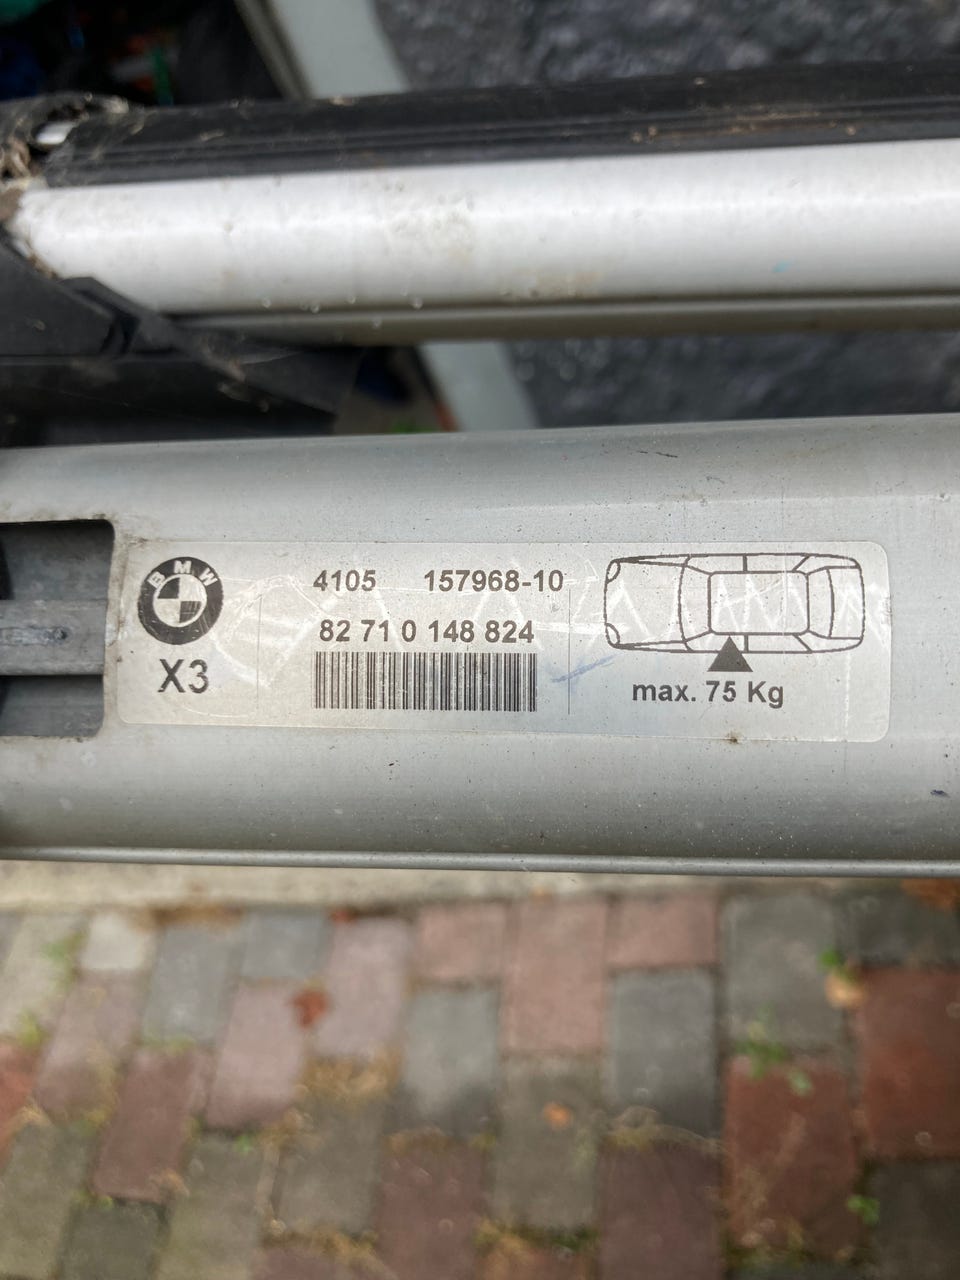 BMW
X3
4105 157968-10
82 71 0 148 824
max. 75 Kg